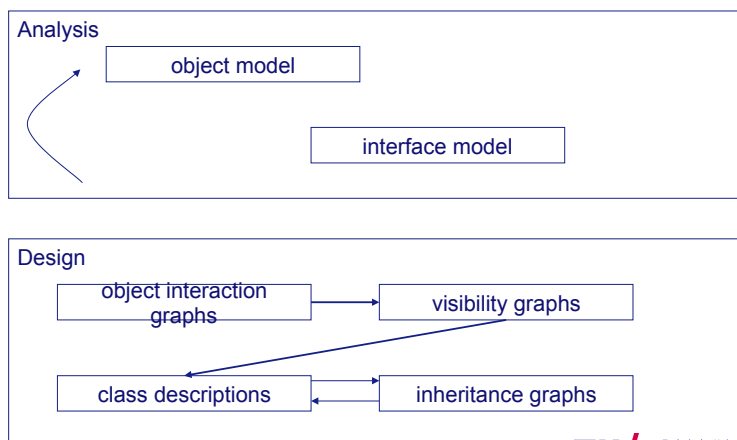 Analysis
object model
interface model
Design
object interaction
graphs
visibility graphs
class descriptions
inheritance graphs